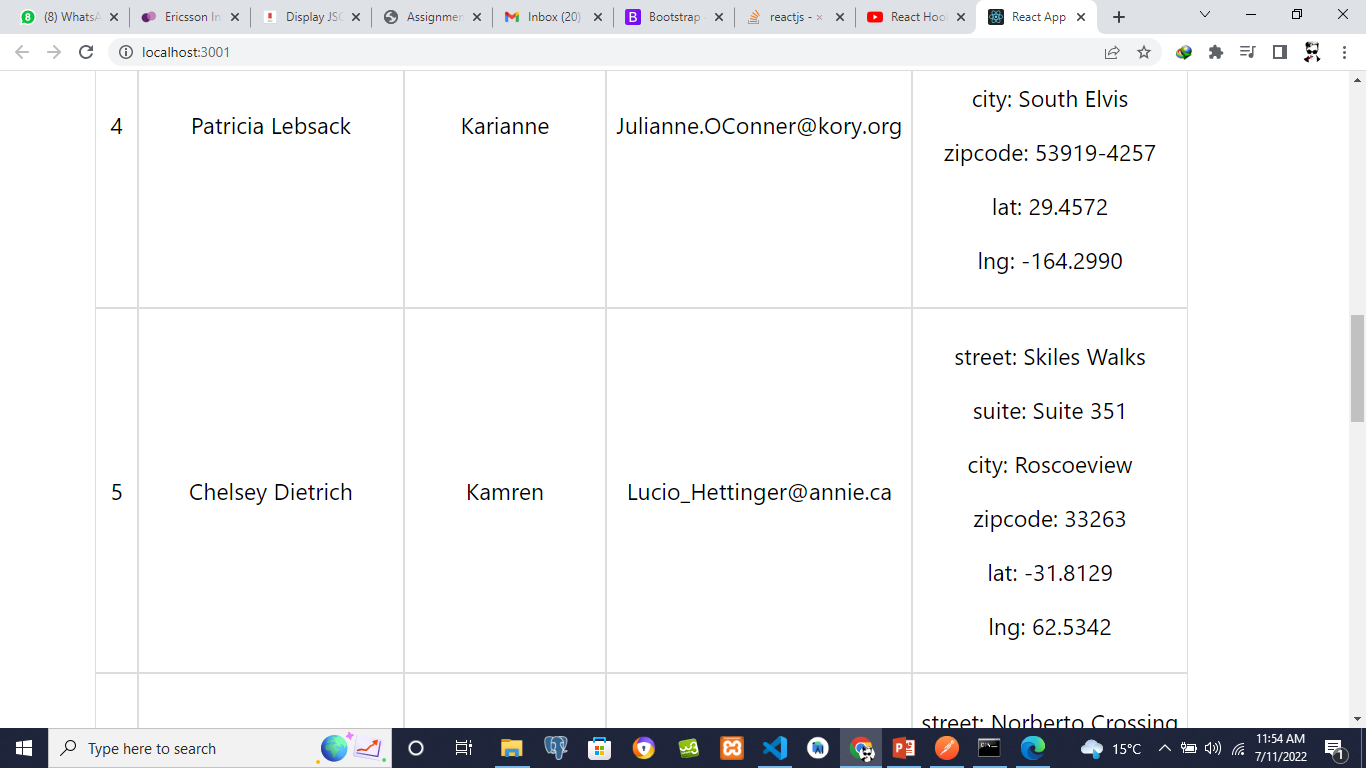 (8) WhatsA
Ericsson In
Display JSO
Assignmen
Inbox (20)
Bootstrap
reactjs -
React Hool
React App
localhost:3001
4
Patricia Lebsack
Karianne
Julianne.OConner@kory.org
city: South Elvis
zipcode: 53919-4257
lat: 29.4572
lng: -164.2990
5
Chelsey Dietrich
Kamren
Lucio_Hettinger@annie.ca
street: Skiles Walks
suite: Suite 351
city: Roscoeview
zipcode: 33263
lat: -31.8129
lng: 62.5342
street: Norberto Crossing
Type here to search
15°C
11:54 AM
7/11/2022
1